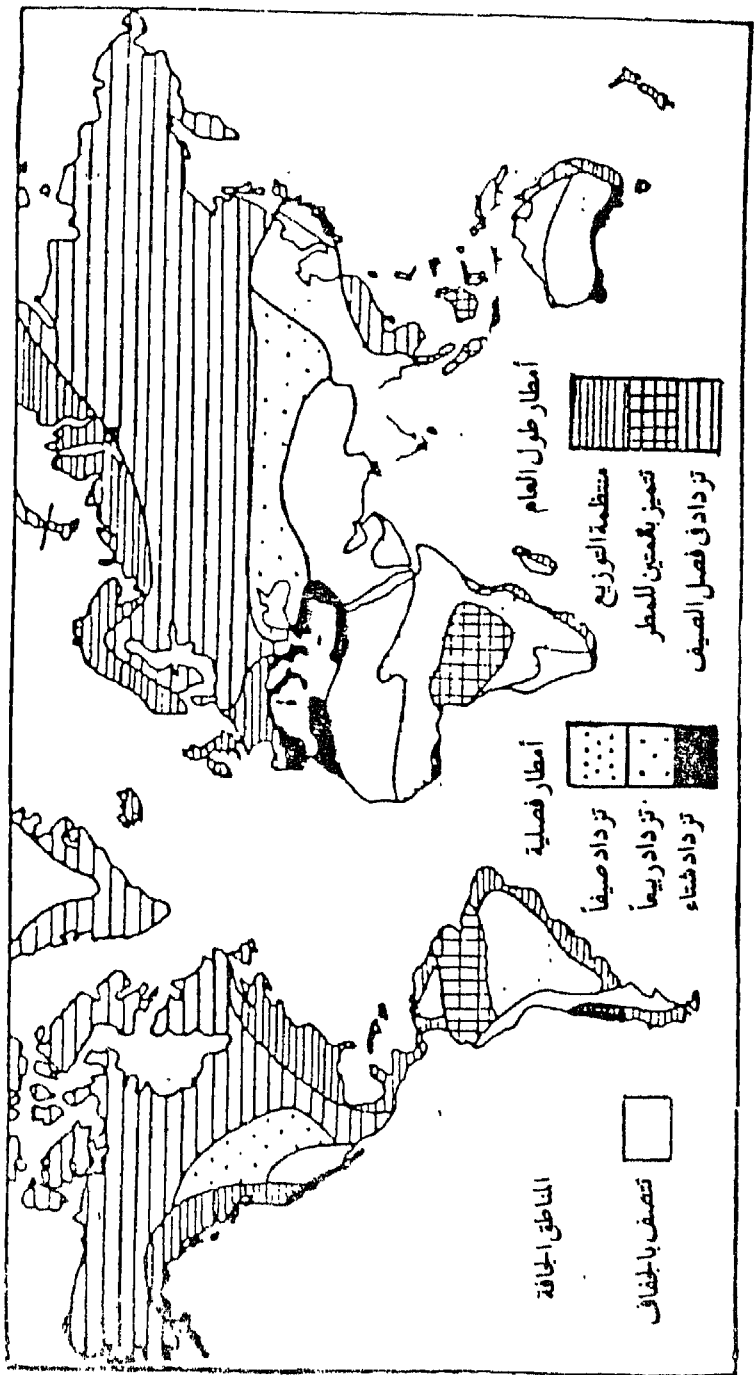 أمطار طول العام
منتظمة التوزيع
تتميز بقمتين للمطر
تزداد فى فصل الصيف
أمطار فصلية
تزداد صيفاً
تزداد ربيعاً
تزداد شتاء
المناطق الجافة
تتصف بالجفاف